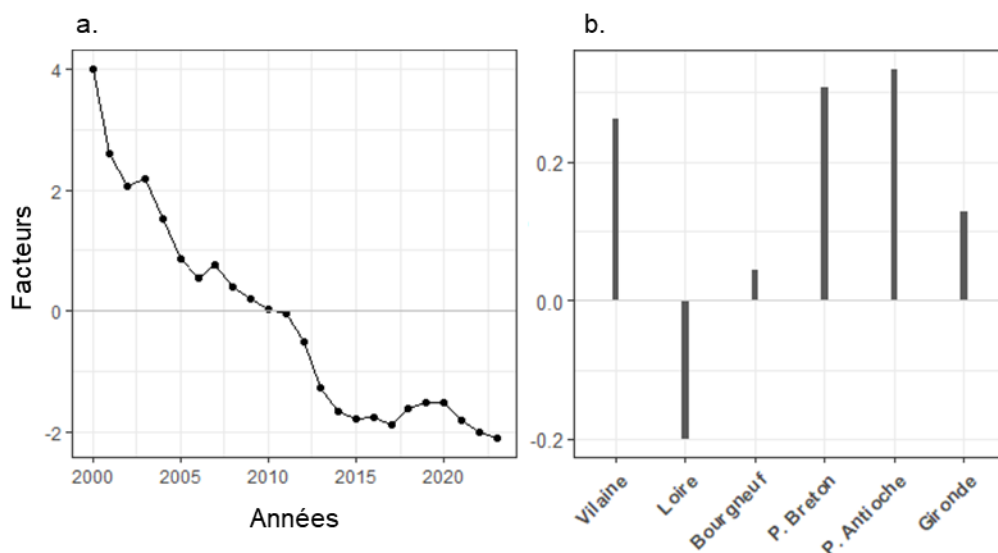 a.
4
2
0
-2
Facteurs
2000 2005 2010 2015 2020
Années
b.
0.2
0.0
-0.2
Vilaine
Loire
Bourgneuf
P. Breton
P. Antioche
Gironde